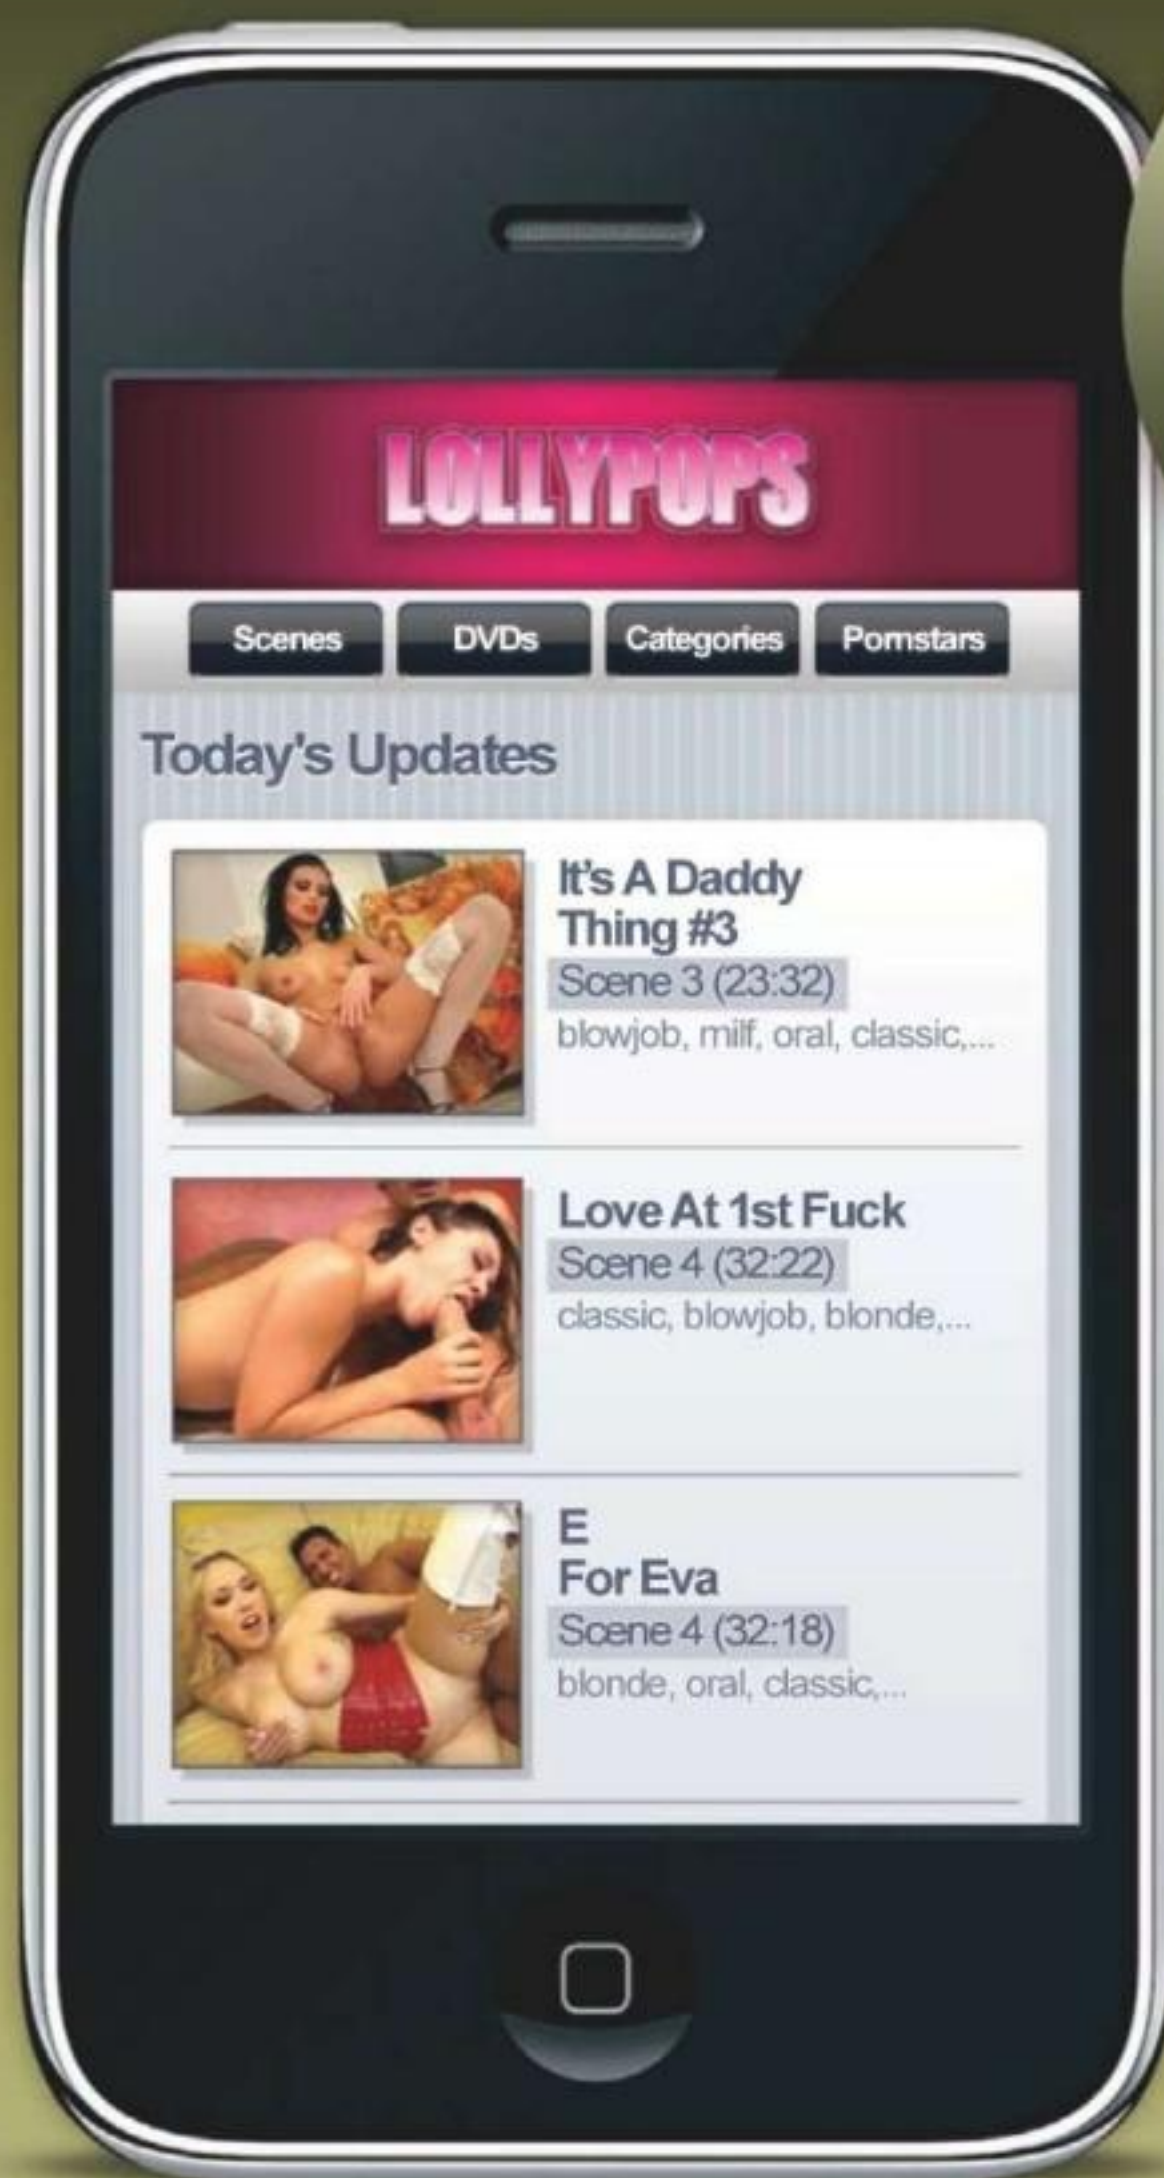 LOLLYPOPS
Scenes
DVDs
Categories
Pornstars
Today's Updates
It's A Daddy
Thing #3
Scene 3 (23:32)
blowjob, milf, oral, classic,...
Love At 1st Fuck
Scene 4 (32:22)
classic, blowjob, blonde,...
E
For Eva
Scene 4 (32:18)
blonde, oral, classic,...